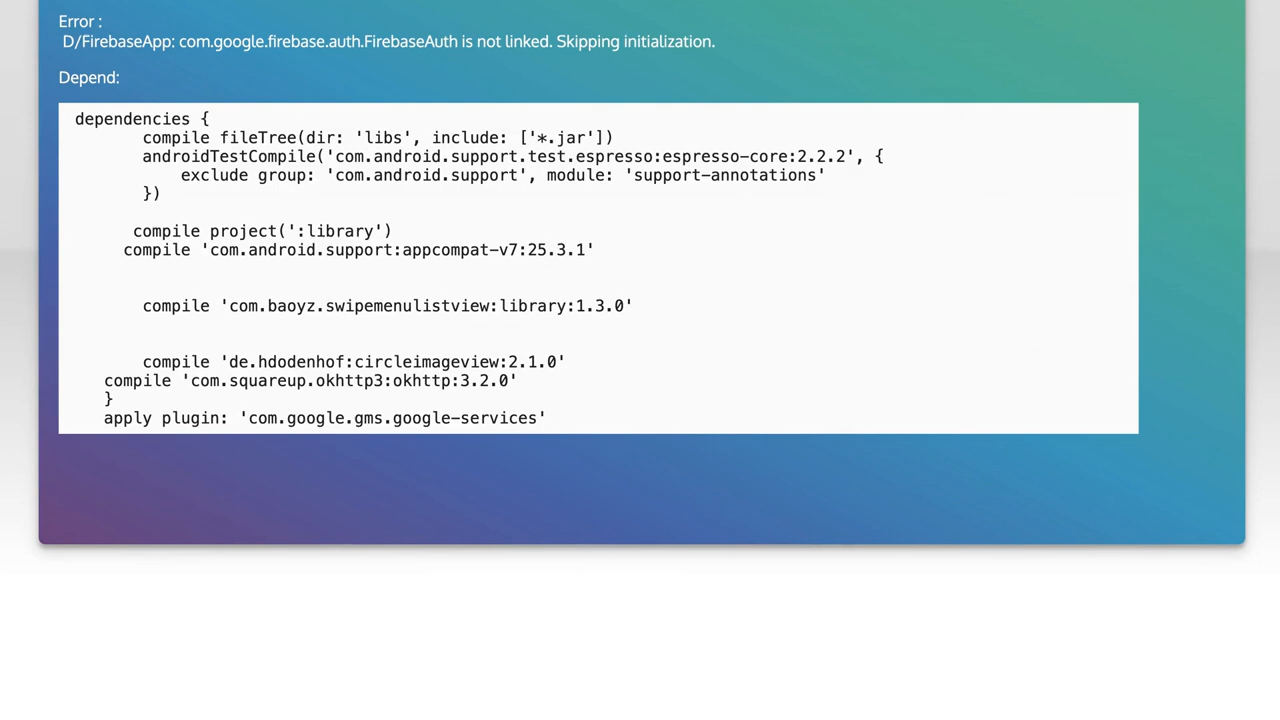 Error :
D/FirebaseApp: com.google.firebase.auth.FirebaseAuth is not linked. Skipping initialization.
Depend:
dependencies {
compile fileTree(dir: 'libs', include: ['*.jar'])
androidTestCompile('com.android.support.test.espresso:espresso-core:2.2.2', {
exclude group: 'com.android.support', module: 'support-annotations'
})
compile project(':library')
compile 'com.android.support:appcompat-v7:25.3.1'
compile 'com.baoyz.swipemenulistview:library:1.3.0'
compile 'de.hdodenhof:circleimageview:2.1.0'
compile 'com.squareup.okhttp3:okhttp:3.2.0'
}
apply plugin: 'com.google.gms.google-services'